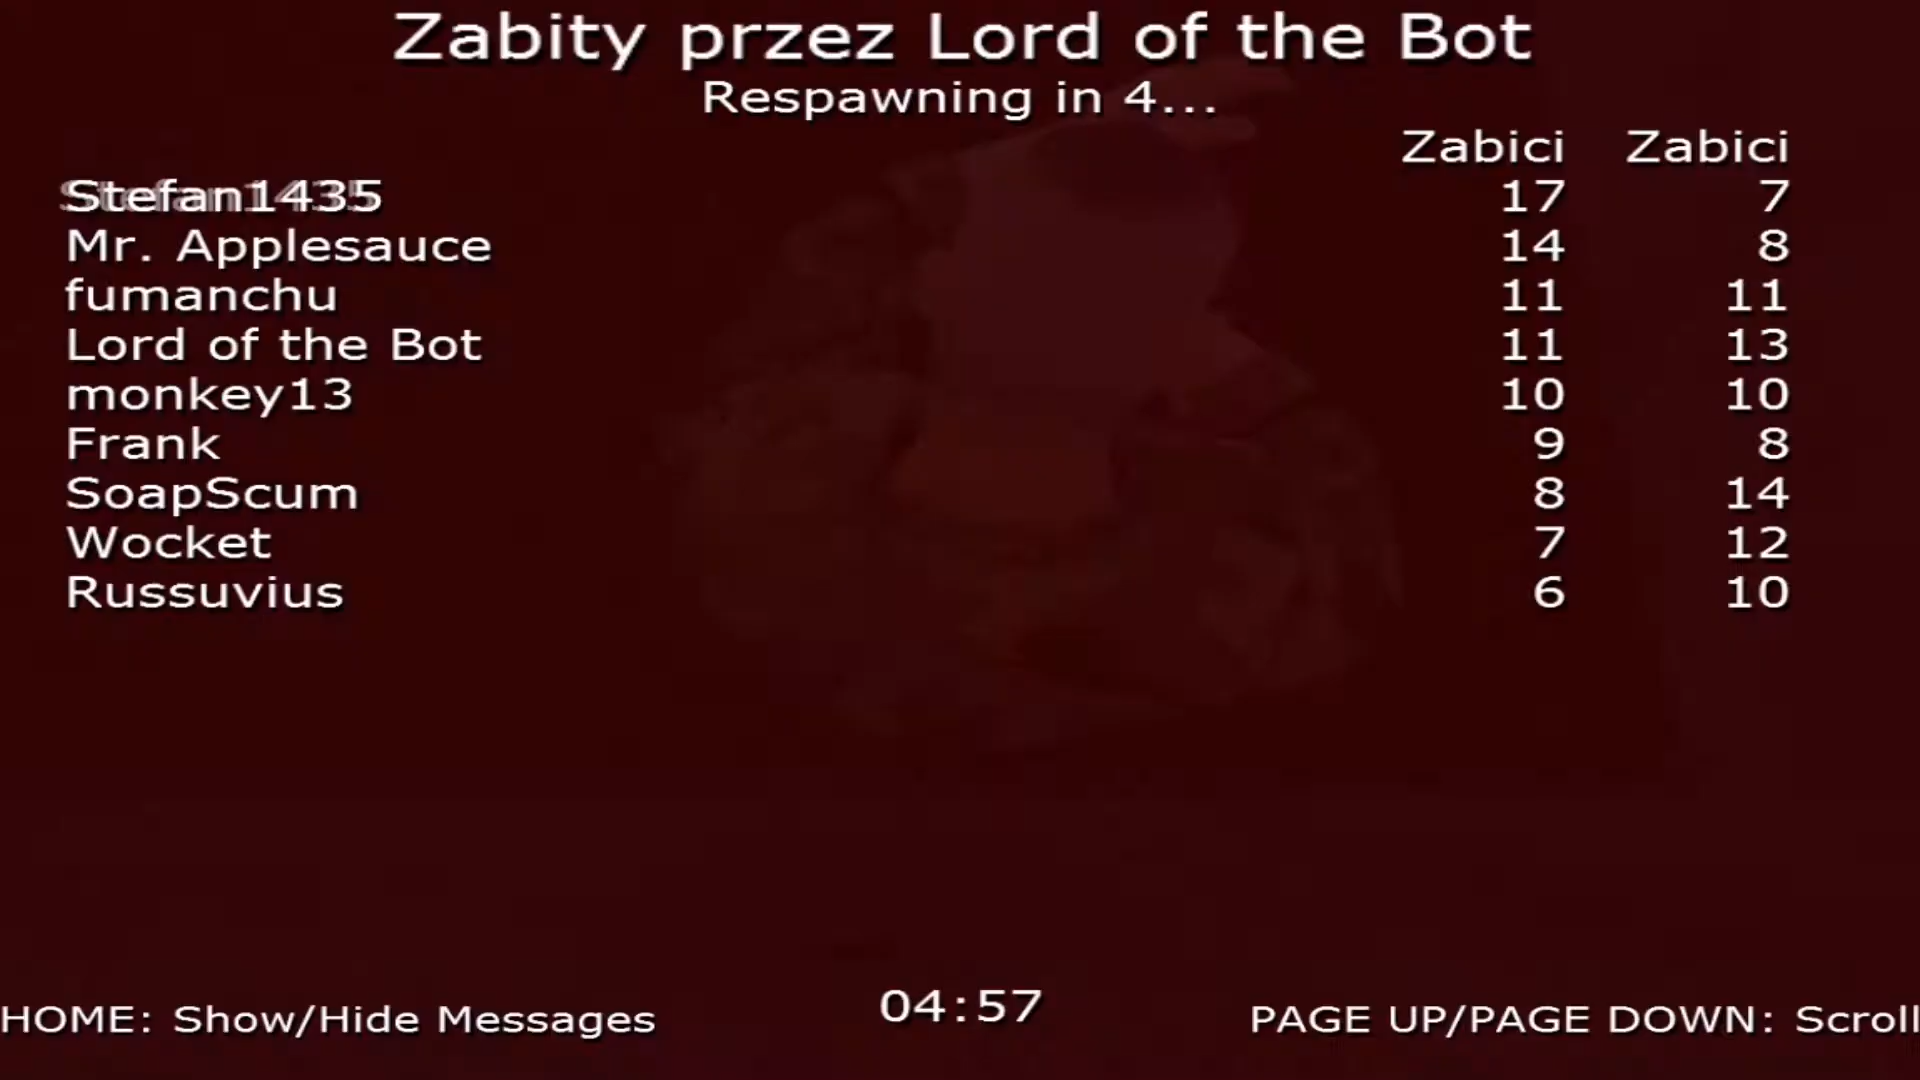 Zabity przez Lord of the Bot
Respawning in 4...
Zabici Zabici
Stefan1435 17 7
Mr. Applesauce 14 8
fumanchu 11 11
Lord of the Bot 11 13
monkey13 10 10
Frank 9 8
SoapScum 8 14
Wocket 7 12
Russuvius 6 10
HOME: Show/Hide Messages 04:57 PAGE UP/PAGE DOWN: Scroll